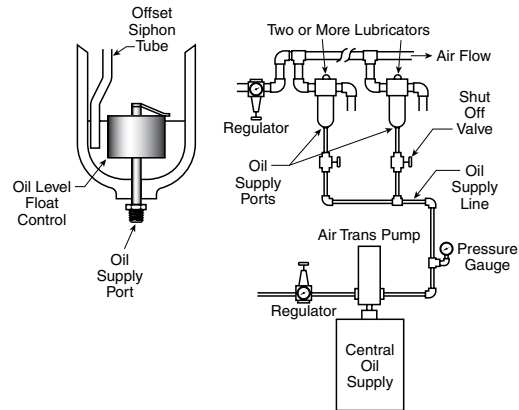 Offset
Siphon
Tube
Oil Level
Float
Control
Oil
Supply
Port
Two or More Lubricators
Air Flow
Regulator
Shut
Off
Valve
Oil
Supply
Ports
Oil
Supply
Line
Air Trans Pump
Pressure
Gauge
Regulator
Central
Oil
Supply